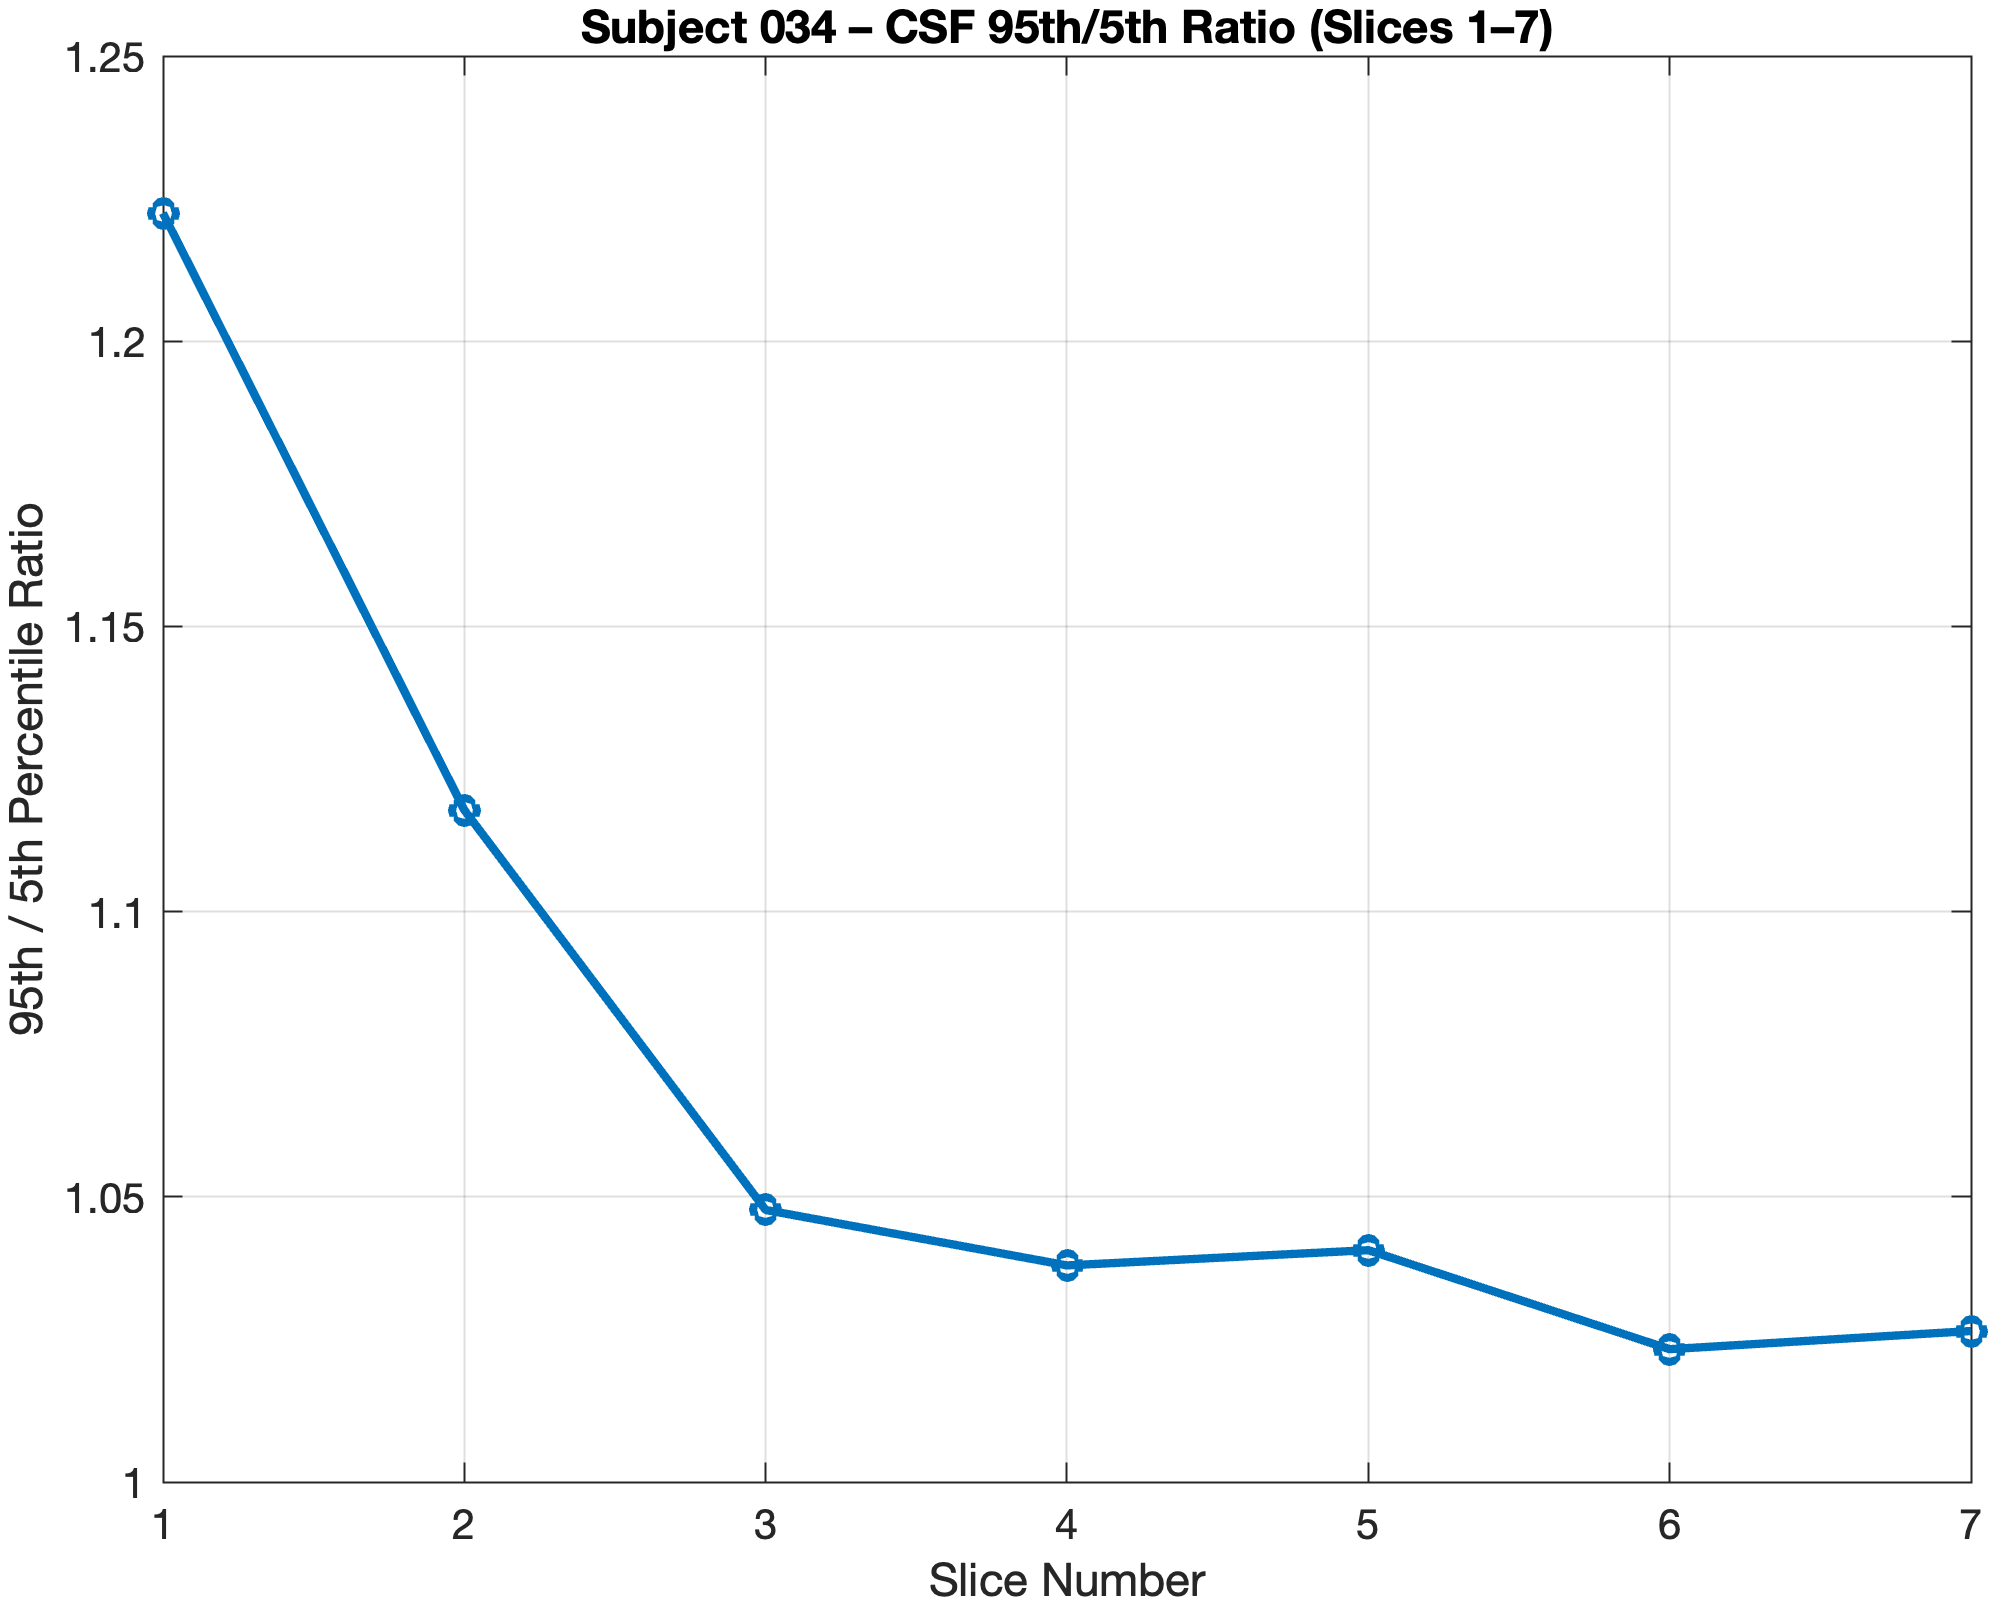 Subject 034 – CSF 95th/5th Ratio (Slices 1–7)
95th / 5th Percentile Ratio
1.25
1.2
1.15
1.1
1.05
1
1 2 3 4 5 6 7
Slice Number